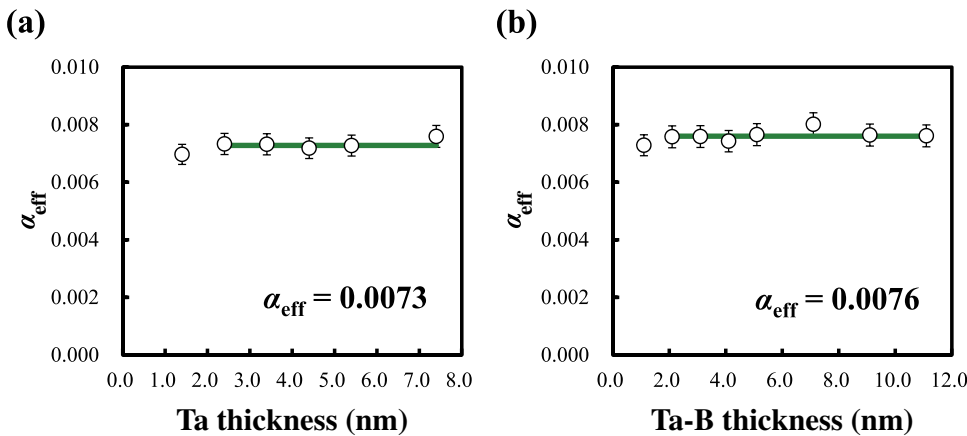 (a)
0.010
0.008
0.006
0.004
0.002
0.000
αeff
αeff = 0.0073
0.0 1.0 2.0 3.0 4.0 5.0 6.0 7.0 8.0
Ta thickness (nm)
(b)
0.010
0.008
0.006
0.004
0.002
0.000
αeff
αeff = 0.0076
0.0 2.0 4.0 6.0 8.0 10.0 12.0
Ta-B thickness (nm)